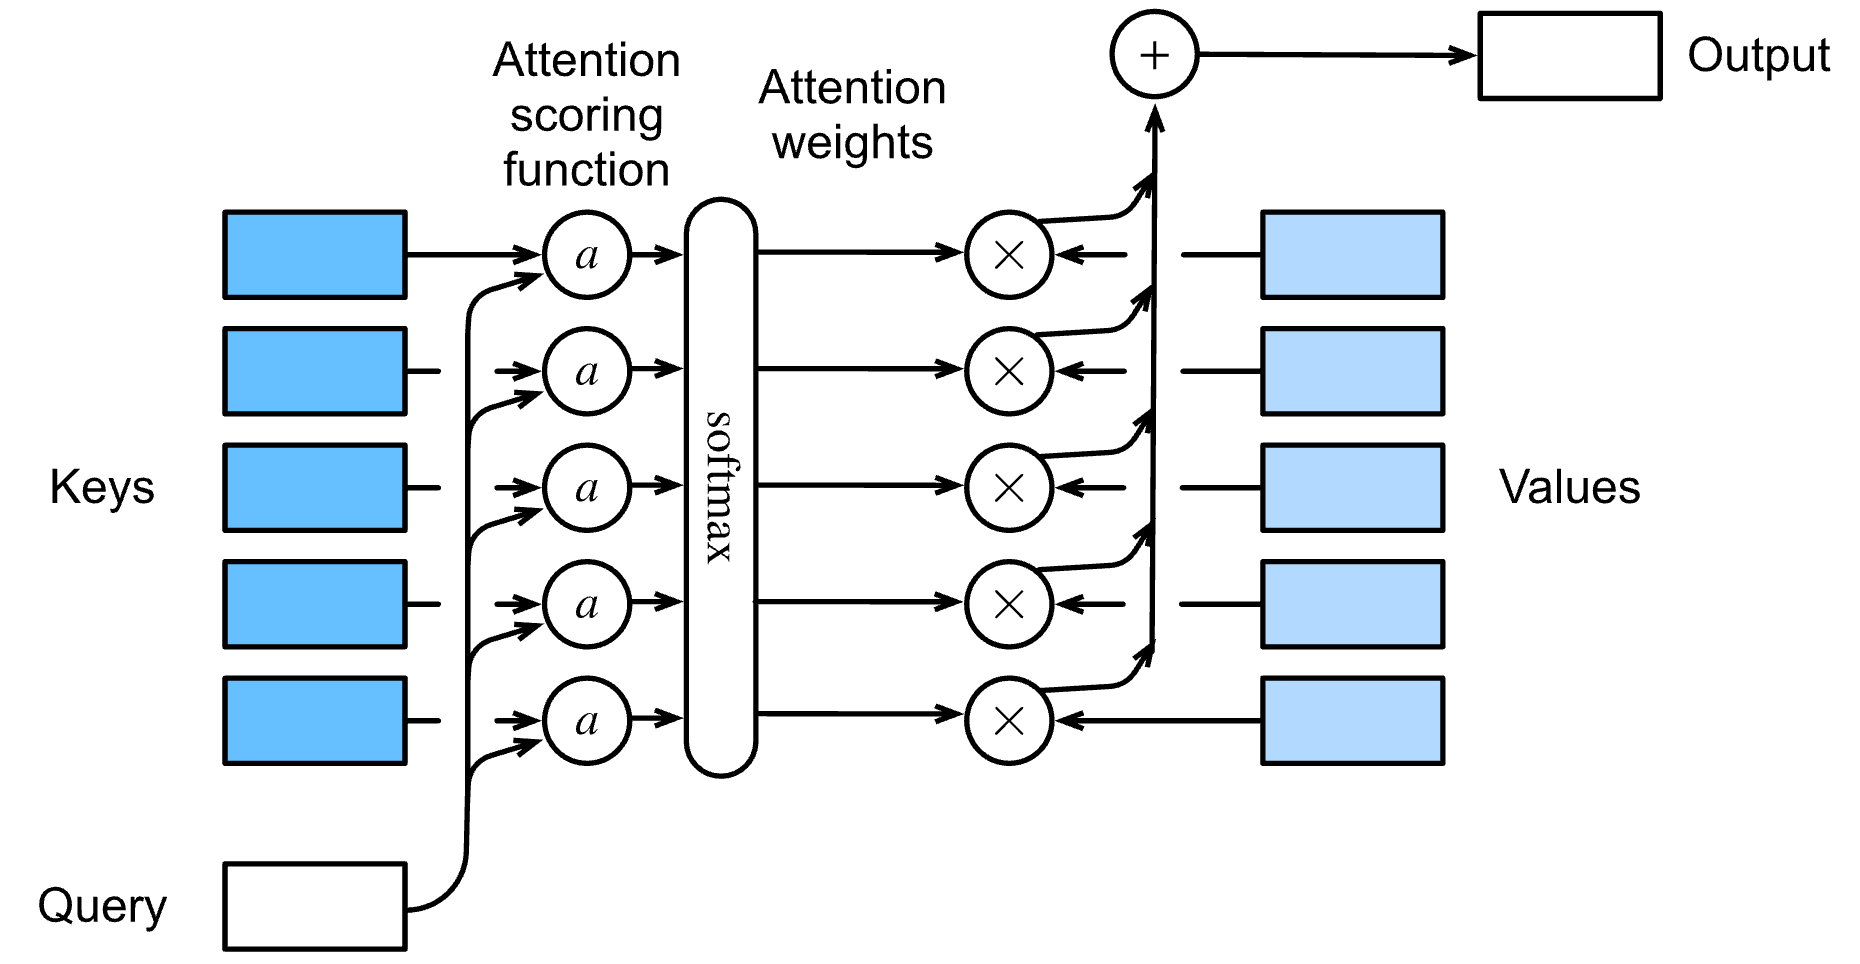 Attention
scoring
function
Attention
weights
+
Output
a
×
a
×
a
×
a
×
a
×
softmax
Keys
Values
Query